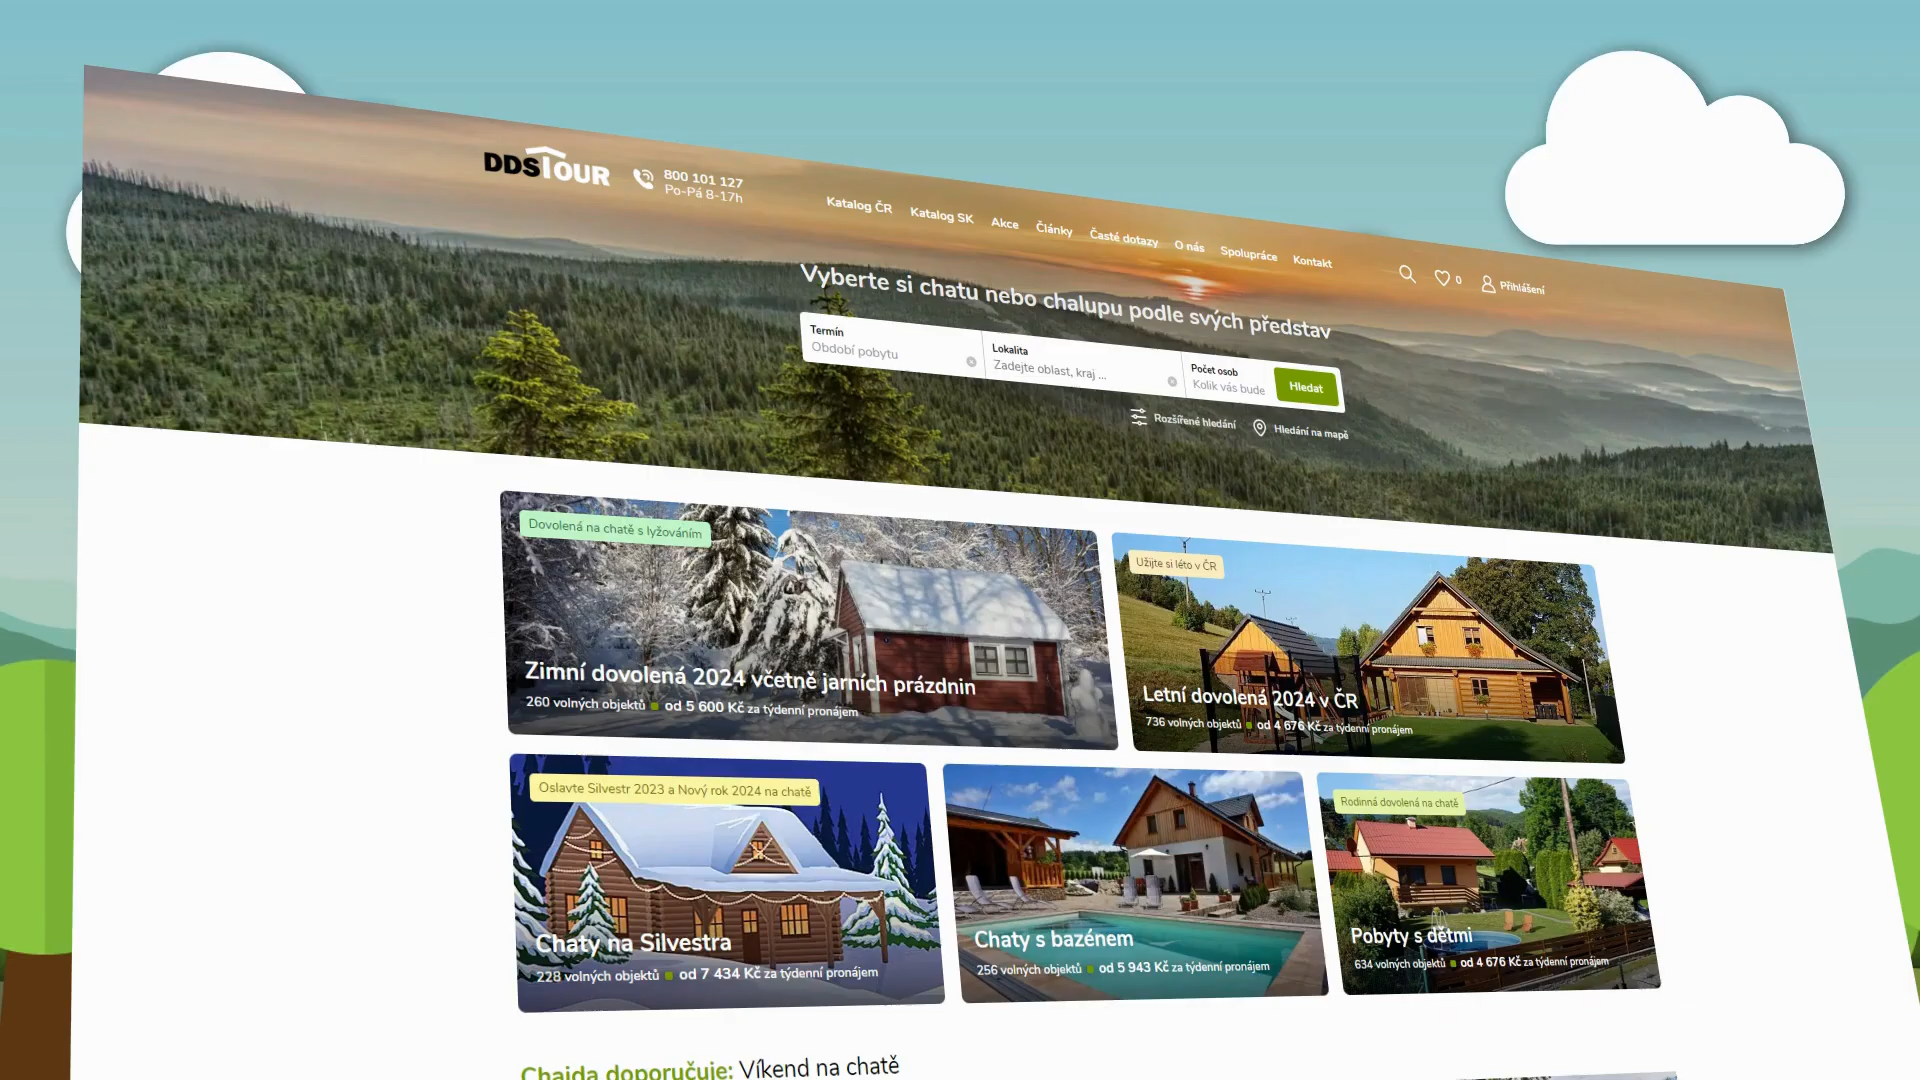 DDSTOUR
800 101 127
Po-Pá 8-17h
Katalog ČR
Katalog SK
Akce
Články
Časté dotazy
O nás
Spolupráce
Kontakt
0
Přihlášení
Vyberte si chatu nebo chalupu podle svých představ
Termín
Období pobytu
Lokalita
Zadejte oblast, kraj ...
Počet osob
Kolik vás bude
Hledat
Rozšířené hledání
Hledání na mapě
Dovolená na chatě s lyžováním
Zimní dovolená 2024 včetně jarních prázdnin
260 volných objektů od 5 600 Kč za týdenní pronájem
Užijte si léto v ČR
Letní dovolená 2024 v ČR
736 volných objektů od 4 676 Kč za týdenní pronájem
Oslavte Silvestr 2023 a Nový rok 2024 na chatě
Chaty na Silvestra
228 volných objektů od 7 434 Kč za týdenní pronájem
Chaty s bazénem
256 volných objektů od 5 943 Kč za týdenní pronájem
Rodinná dovolená na chatě
Pobyty s dětmi
634 volných objektů od 4 676 Kč za týdenní pronájem
Chajda doporučuje: Víkend na chatě